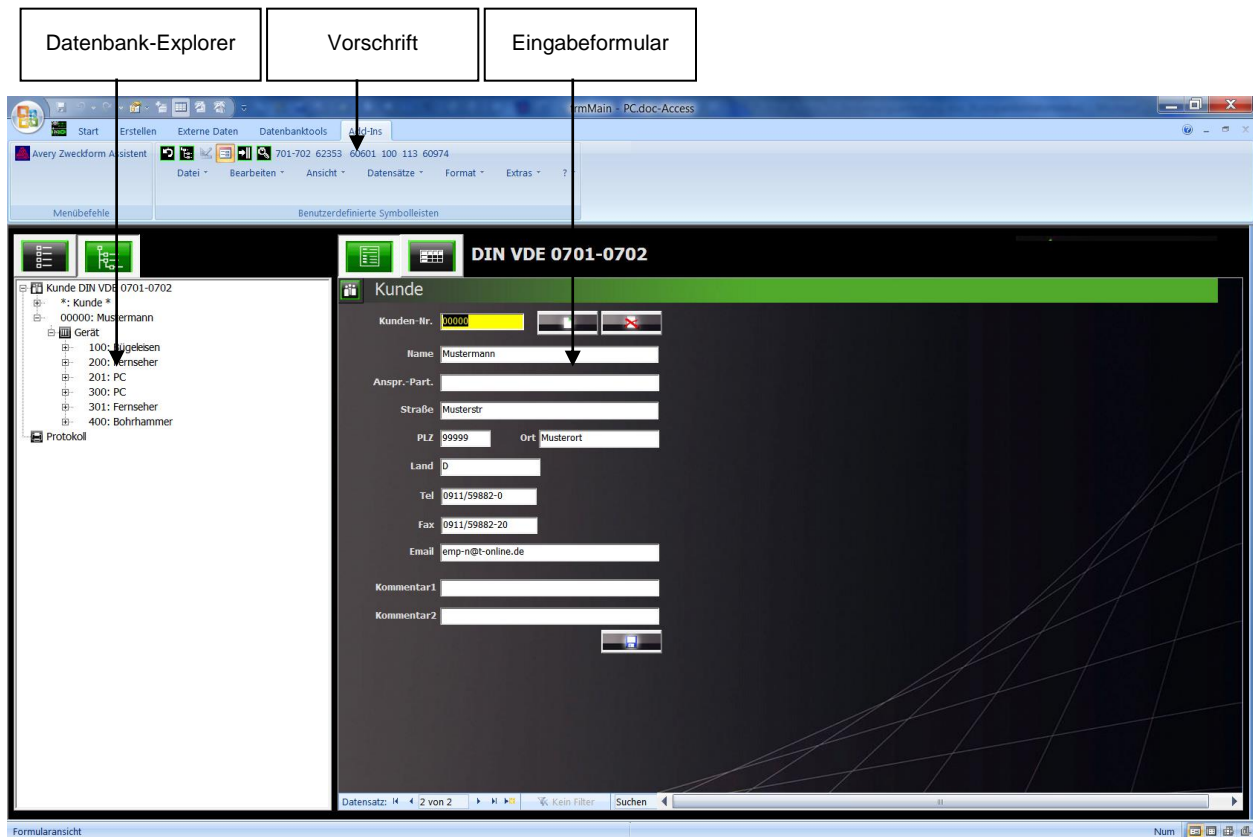 Datenbank-Explorer
Vorschrift
Eingabeformular
frmMain - PC.doc-Access
Start Erstellen Externe Daten Datenbanktools Add-Ins
Avery Zweckform Assistent 701-702 62353 60601 100 113 60974
Datei Bearbeiten Ansicht Datensätze Format Extras ?
Menübefehle
Benutzerdefinierte Symbolleisten
DIN VDE 0701-0702
Kunde DIN VDE 0701-0702
*: Kunde *
00000: Mustermann
Gerät
100: Bügeleisen
200: Fernseher
201: PC
300: PC
301: Fernseher
400: Bohrhammer
Protokoll
Kunde
Kunden-Nr. 00000
Name Mustermann
Anspr.-Part.
Straße Musterstr
PLZ 99999 Ort Musterort
Land D
Tel 0911/59882-0
Fax 0911/59882-20
Email emp-n@t-online.de
Kommentar1
Kommentar2
Datensatz: 2 von 2 Kein Filter Suchen
Formularansicht
Num